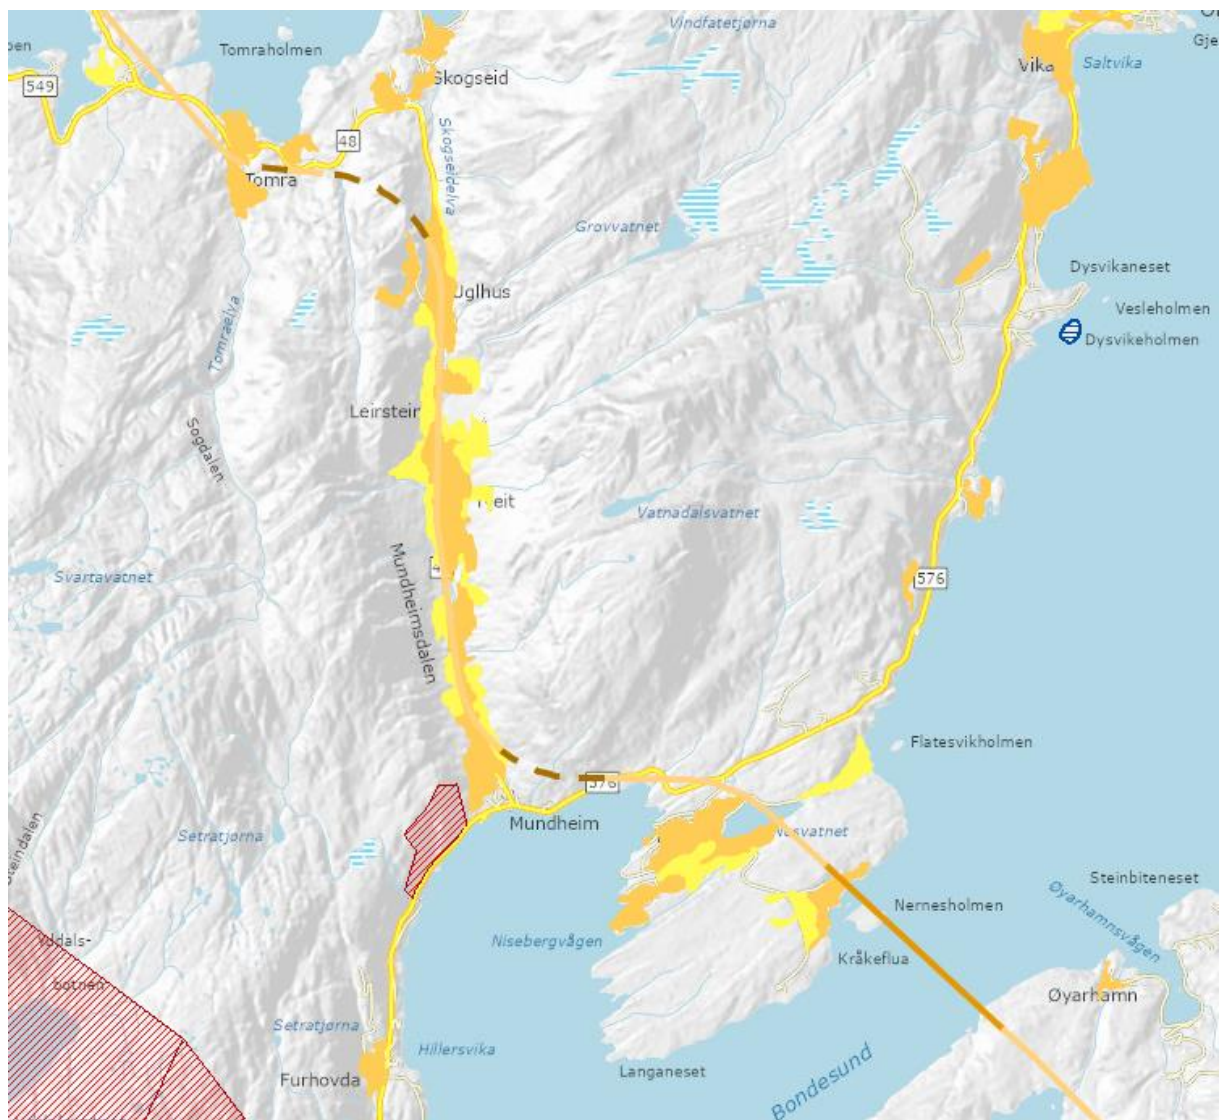 Vindfatetjørna
Tomraholmen
549
Skogseid
Vika
Saltvika
48
Skogseidelva
Tomra
Grovvatnet
Dysvikaneset
Uglhus
Vesleholmen
Dysvikeholmen
Tomraelva
Leirstein
Sogdalen
Vatnadalsvatnet
Svartavatnet
576
Mundheimsdalen
Flatesvikholmen
576
Mundheim
Setratjørna
Steinbiteneset
Nernesholmen
Øyarhamnsvågen
Nisebergvågen
Kråkeflua
Øyarhamn
Setratjørna
Hillersvika
Langaneset
Bondesund
Furhovda